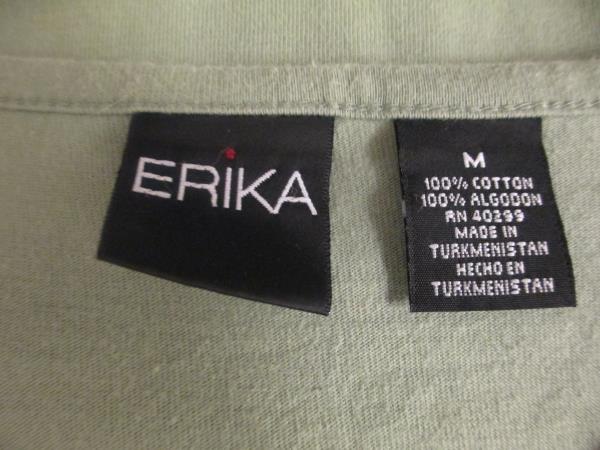 ERiKA
M
100% COTTON
100% ALGODON
RN 40299
MADE IN
TURKMENISTAN
HECHO EN
TURKMENISTAN